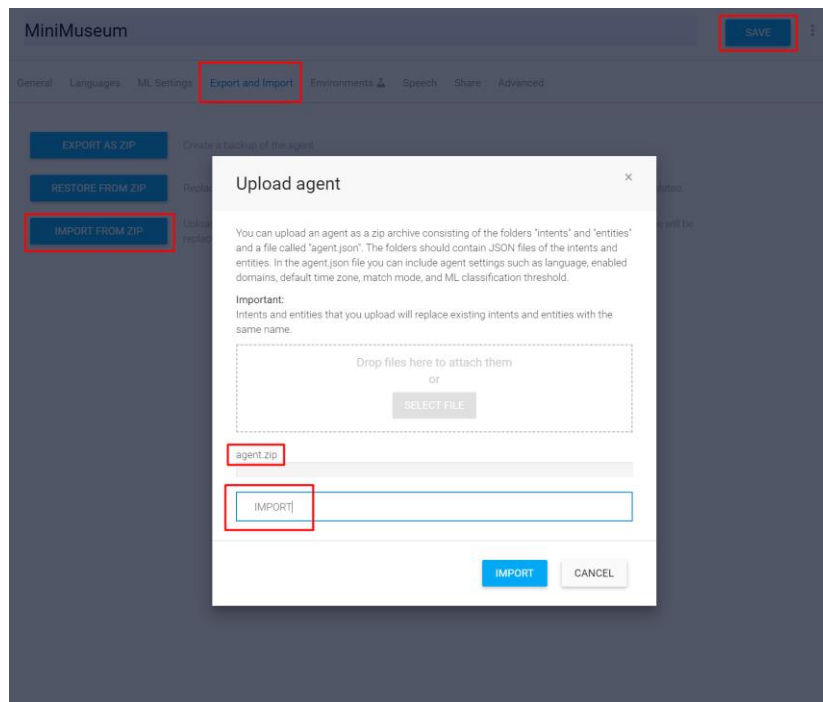 MiniMuseum
SAVE
General Languages ML Settings Export and Import Environments Speech Share Advanced
EXPORT AS ZIP Create a backup of the agent
RESTORE FROM ZIP
IMPORT FROM ZIP
Upload agent
×
You can upload an agent as a zip archive consisting of the folders "intents" and "entities"
and a file called "agent.json". The folders should contain JSON files of the intents and
entities. In the agent.json file you can include agent settings such as language, enabled
domains, default time zone, match mode, and ML classification threshold.
Important:
Intents and entities that you upload will replace existing intents and entities with the
same name.
Drop files here to attach them
or
SELECT FILE
agent.zip
IMPORT
IMPORT CANCEL